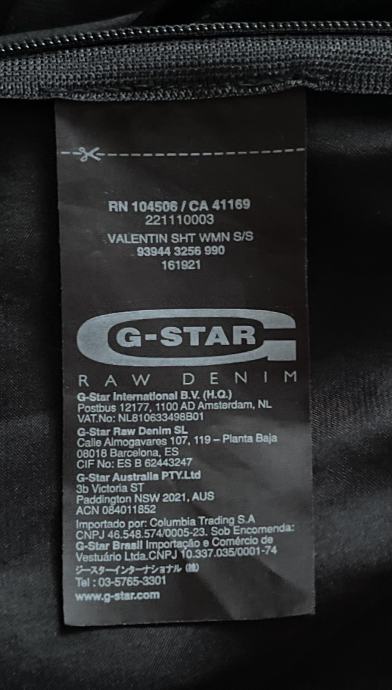 RN 104506 / CA 41169
221110003
VALENTIN SHT WMN S/S
93944 3256 990
161921
G-STAR
RAW DENIM
G-Star International B.V. (H.Q.)
Postbus 12177, 1100 AD Amsterdam, NL
VAT.No: NL810633498B01
G-Star Raw Denim SL
Calle Almogavares 107, 119 – Planta Baja
08018 Barcelona, ES
CIF No: ES B 62443247
G-Star Australia PTY.Ltd
3b Victoria ST
Paddington NSW 2021, AUS
ACN 084011852
Importado por: Columbia Trading S.A
CNPJ 46.548.574/0005-23. Sob Encomenda:
G-Star Brasil Importação e Comércio de
Vestuário Ltda.CNPJ 10.337.035/0001-74
ジースターインターナショナル (株)
Tel : 03-5765-3301
www.g-star.com